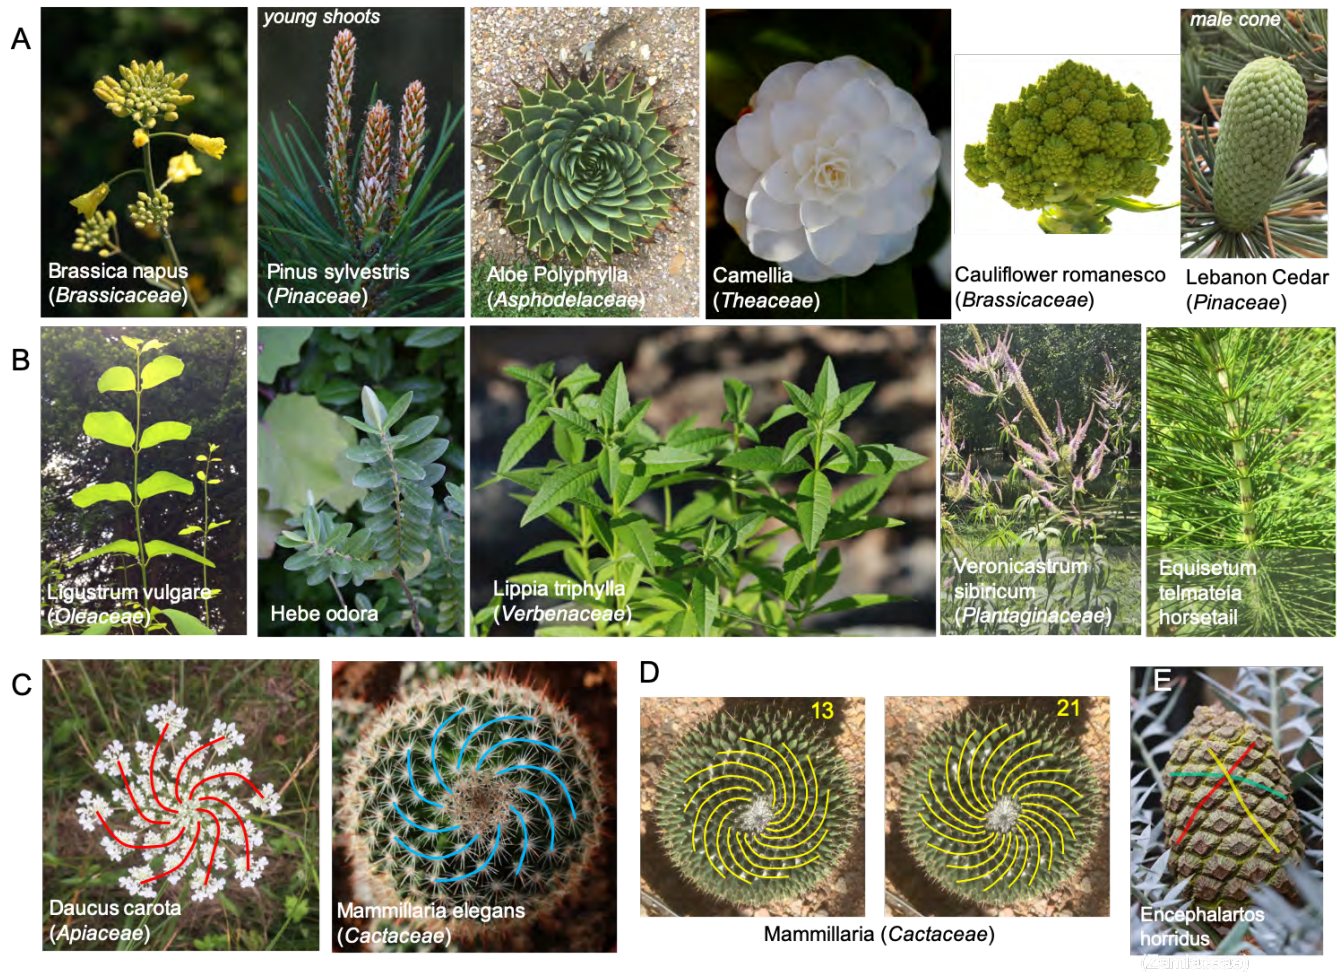 A
young shoots
male cone
Brassica napus
(Brassicaceae)
Pinus sylvestris
(Pinaceae)
Aloe Polyphylla
(Asphodelaceae)
Camellia
(Theaceae)
Cauliflower romanesco
(Brassicaceae)
Lebanon Cedar
(Pinaceae)
B
Ligustrum vulgare
(Oleaceae)
Hebe odora
Lippia triphylla
(Verbenaceae)
Veronicastrum
sibiricum
(Plantaginaceae)
Equisetum
telmateia
horsetail
C
Daucus carota
(Apiaceae)
Mammillaria elegans
(Cactaceae)
D
13
21
Mammillaria (Cactaceae)
E
Encephalartos
horridus